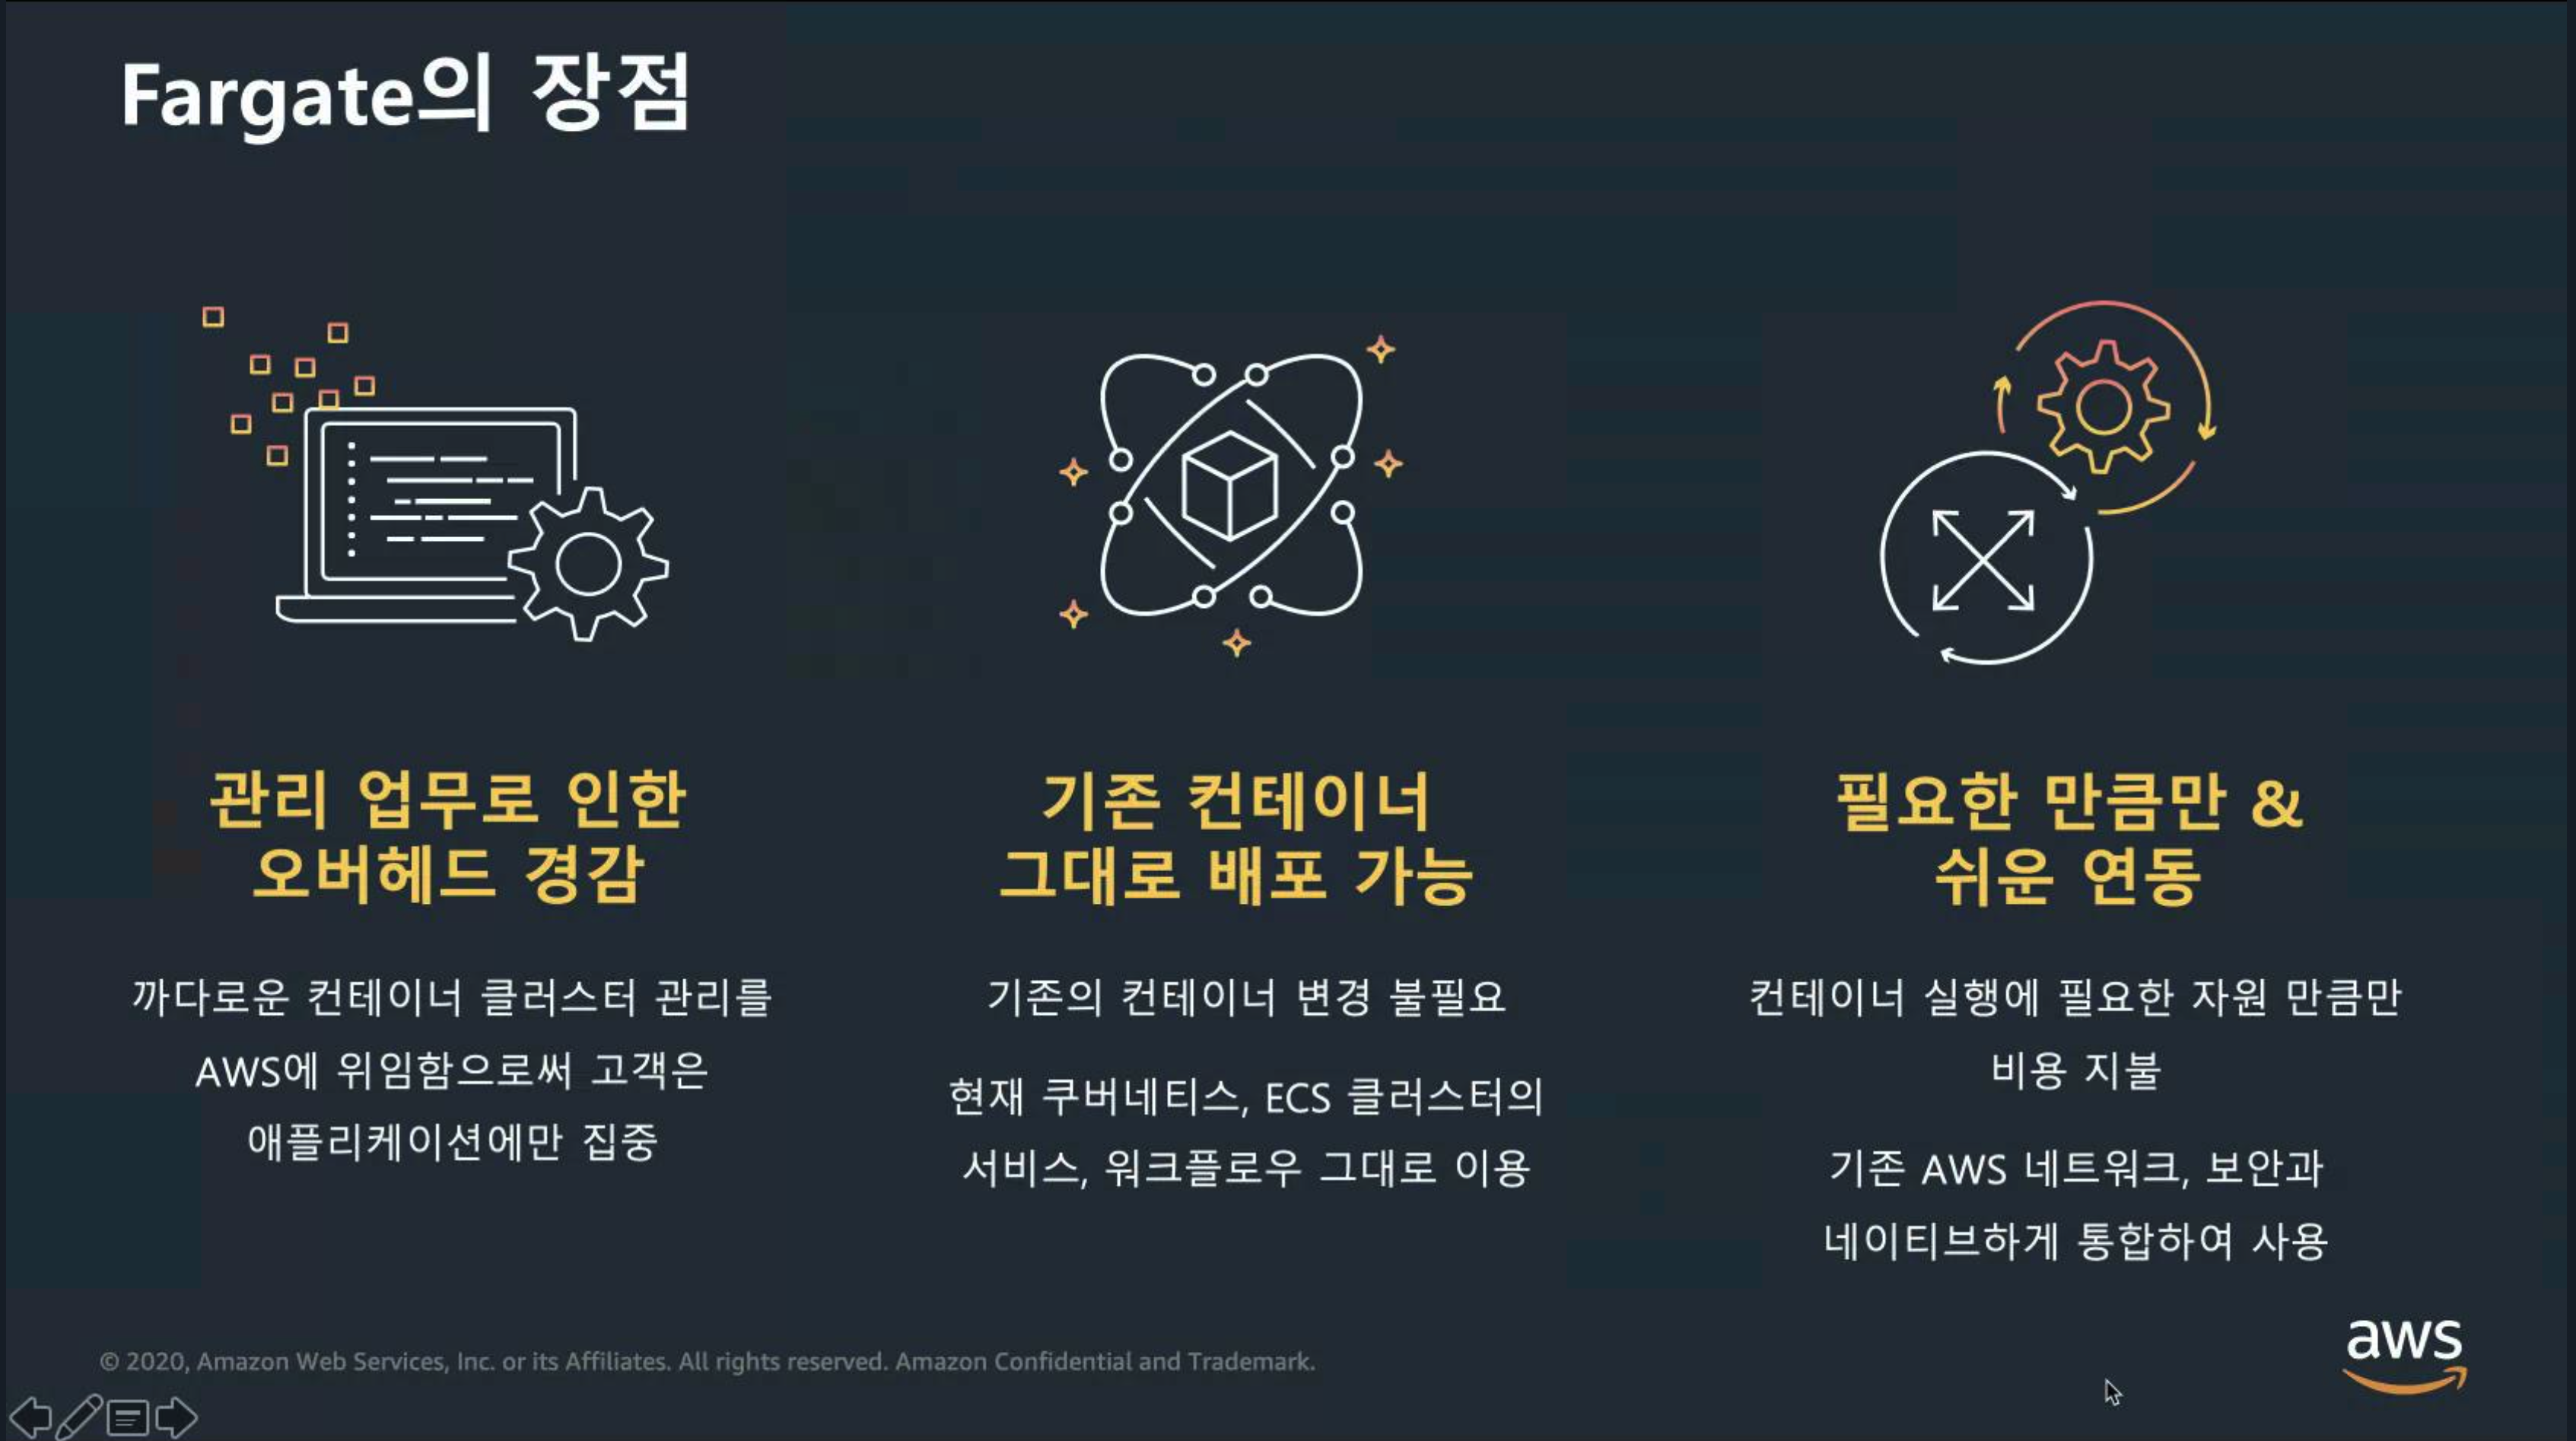 Fargate의 장점
관리 업무로 인한
오버헤드 경감
까다로운 컨테이너 클러스터 관리를
AWS에 위임함으로써 고객은
애플리케이션에만 집중
기존 컨테이너
그대로 배포 가능
기존의 컨테이너 변경 불필요
현재 쿠버네티스, ECS 클러스터의
서비스, 워크플로우 그대로 이용
필요한 만큼만 &
쉬운 연동
컨테이너 실행에 필요한 자원 만큼만
비용 지불
기존 AWS 네트워크, 보안과
네이티브하게 통합하여 사용
© 2020, Amazon Web Services, Inc. or its Affiliates. All rights reserved. Amazon Confidential and Trademark.
aws